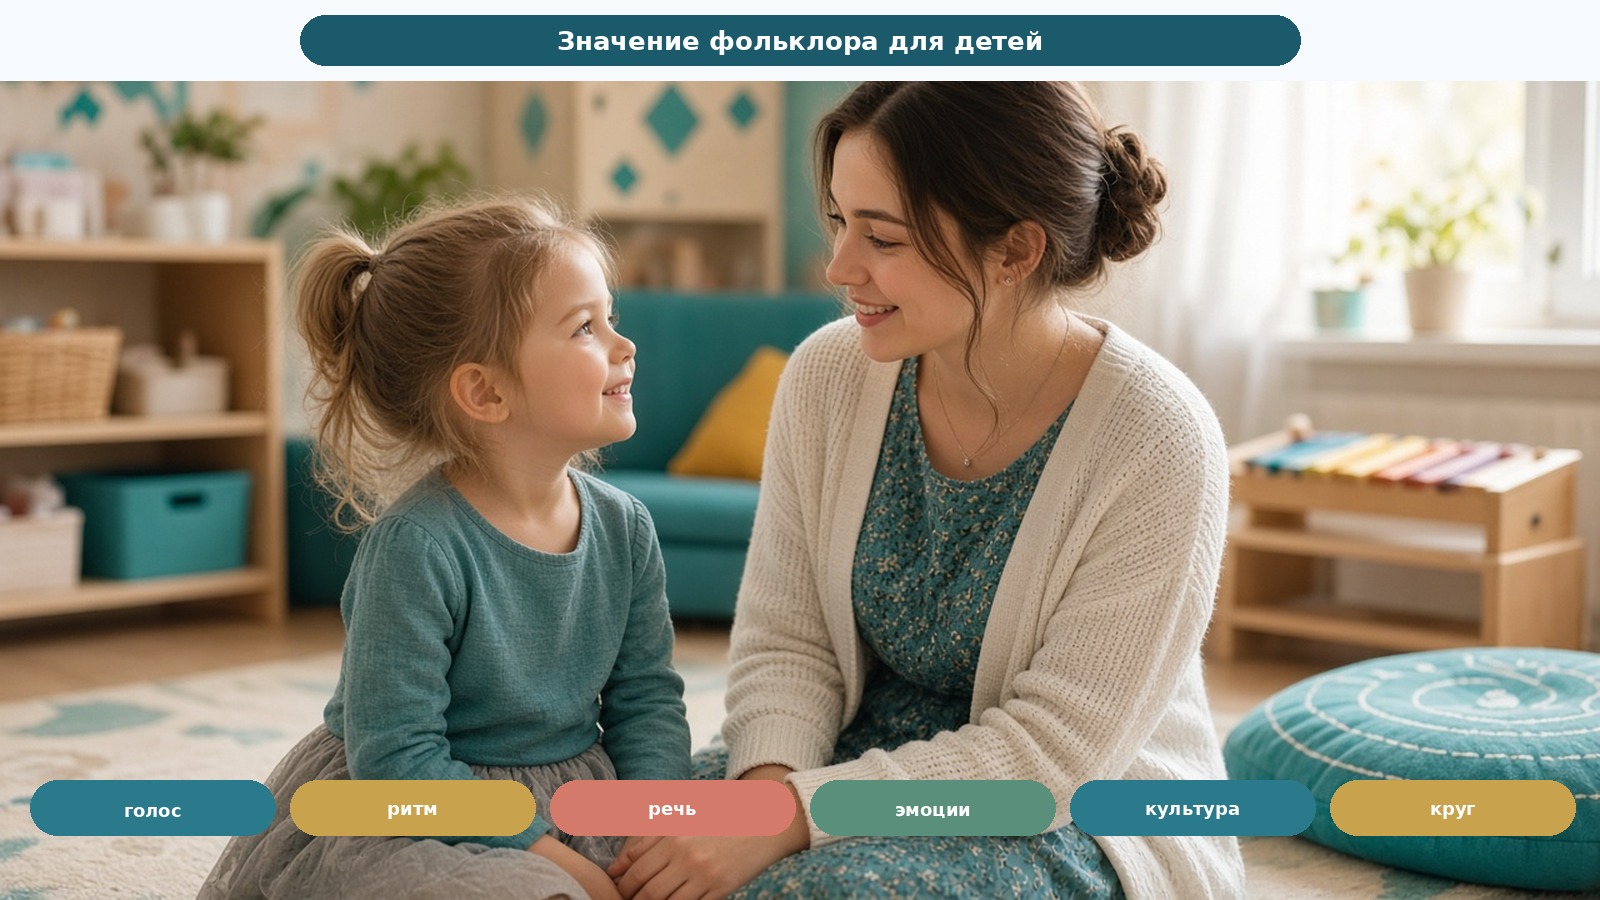 Значение фольклора для детей
голос
ритм
речь
эмоции
культура
круг